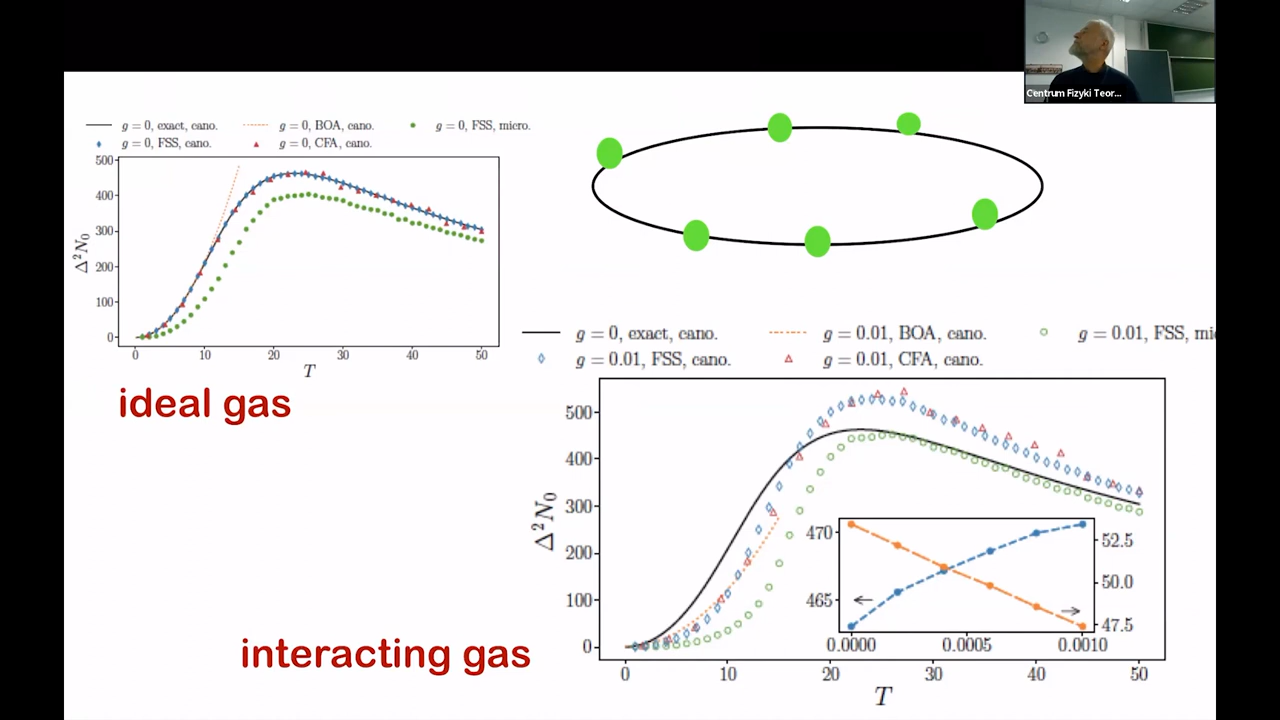 Centrum Fizyki Teor...
g = 0, exact, cano.
g = 0, BOA, cano.
g = 0, FSS, micro.
g = 0, FSS, cano.
g = 0, CFA, cano.
500
400
300
200
100
0
Δ²N₀
0 10 20 30 40 50
T
ideal gas
g = 0, exact, cano.
g = 0.01, BOA, cano.
g = 0.01, FSS, mi
g = 0.01, FSS, cano.
g = 0.01, CFA, cano.
500
400
300
200
100
0
Δ²N₀
470
465
52.5
50.0
47.5
0.0000 0.0005 0.0010
0 10 20 30 40 50
T
interacting gas